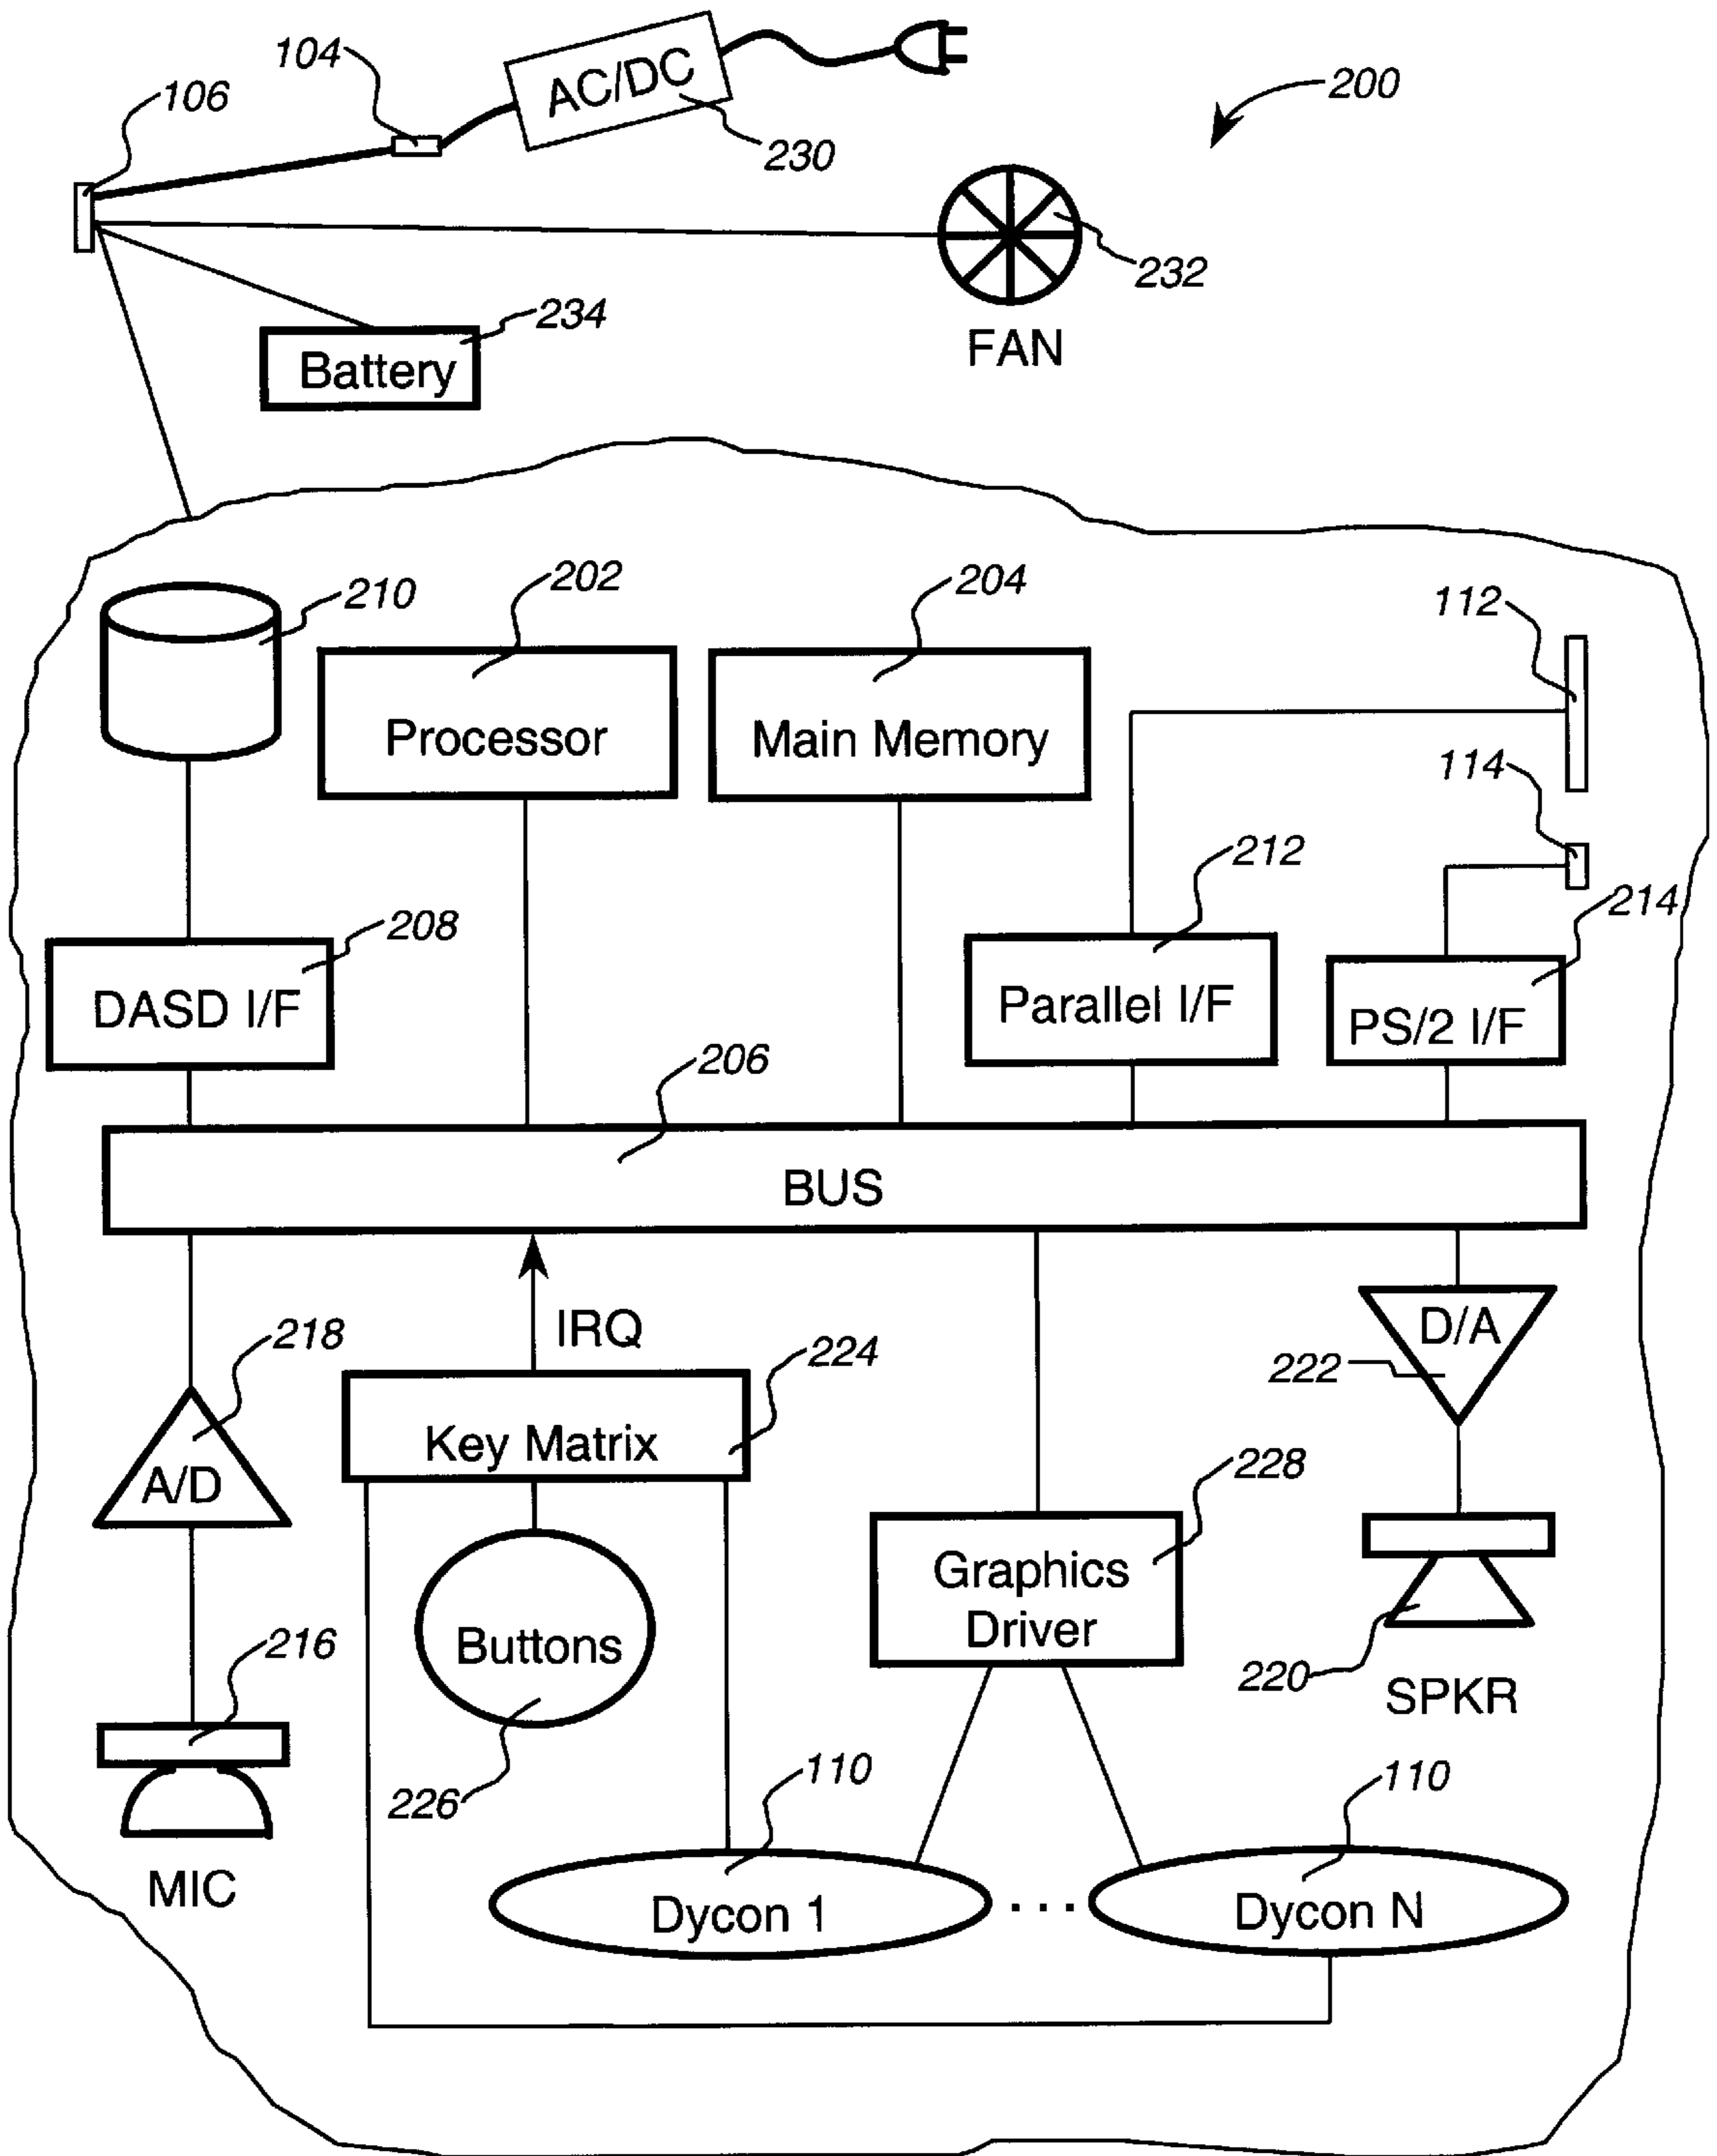 104
AC/DC
106
200
230
232
234
Battery
FAN
210
202
204
112
Processor
Main Memory
114
212
214
208
DASD I/F
Parallel I/F
PS/2 I/F
206
BUS
218
IRQ
224
D/A
222
Key Matrix
A/D
228
Graphics
Driver
216
Buttons
220
SPKR
226
110
110
MIC
Dycon 1
...
Dycon N